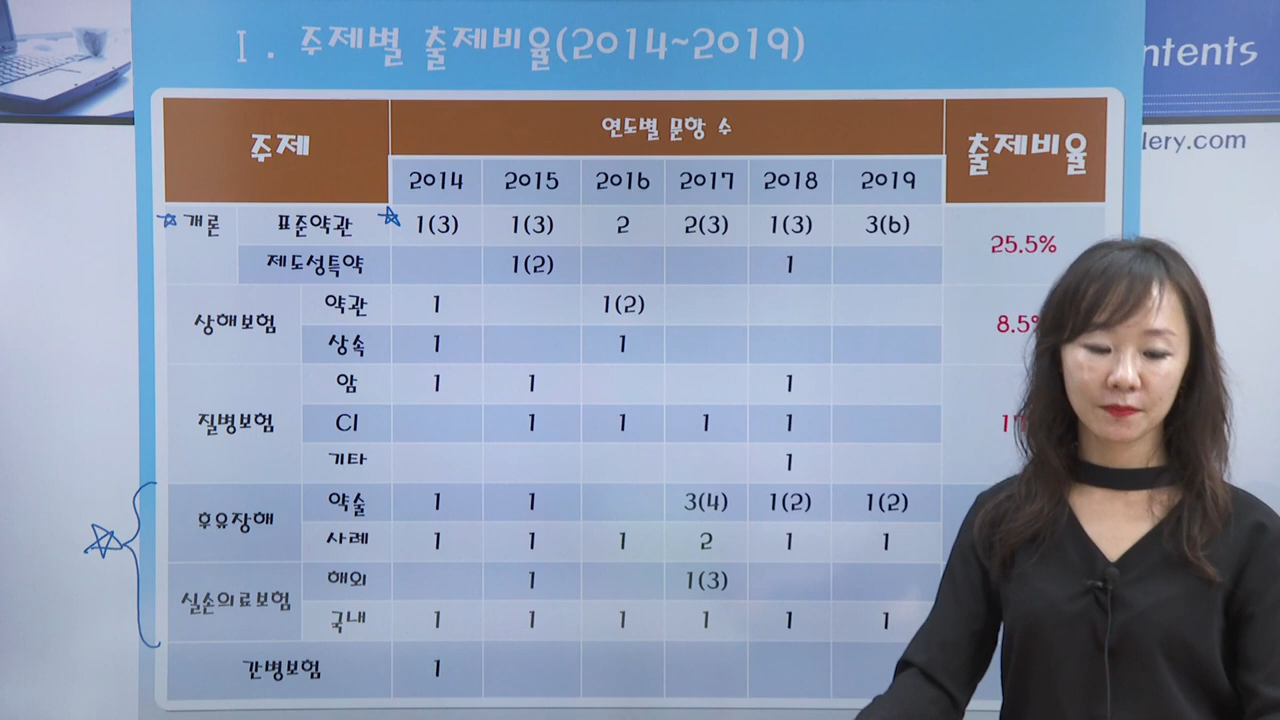 I. 주제별 출제비율(2014~2019)
ntents
lery.com
주제 연도별 문항 수 출제비율
2014 2015 2016 2017 2018 2019
개론 표준약관 1(3) 1(3) 2 2(3) 1(3) 3(6) 25.5%
제도성특약 1(2) 1
상해보험 약관 1 1(2) 8.5%
상속 1 1
질병보험 암 1 1 1
CI 1 1 1 1
기타 1
후유장해 약술 1 1 3(4) 1(2) 1(2)
사례 1 1 1 2 1 1
실손의료보험 해외 1 1(3)
국내 1 1 1 1 1 1
간병보험 1